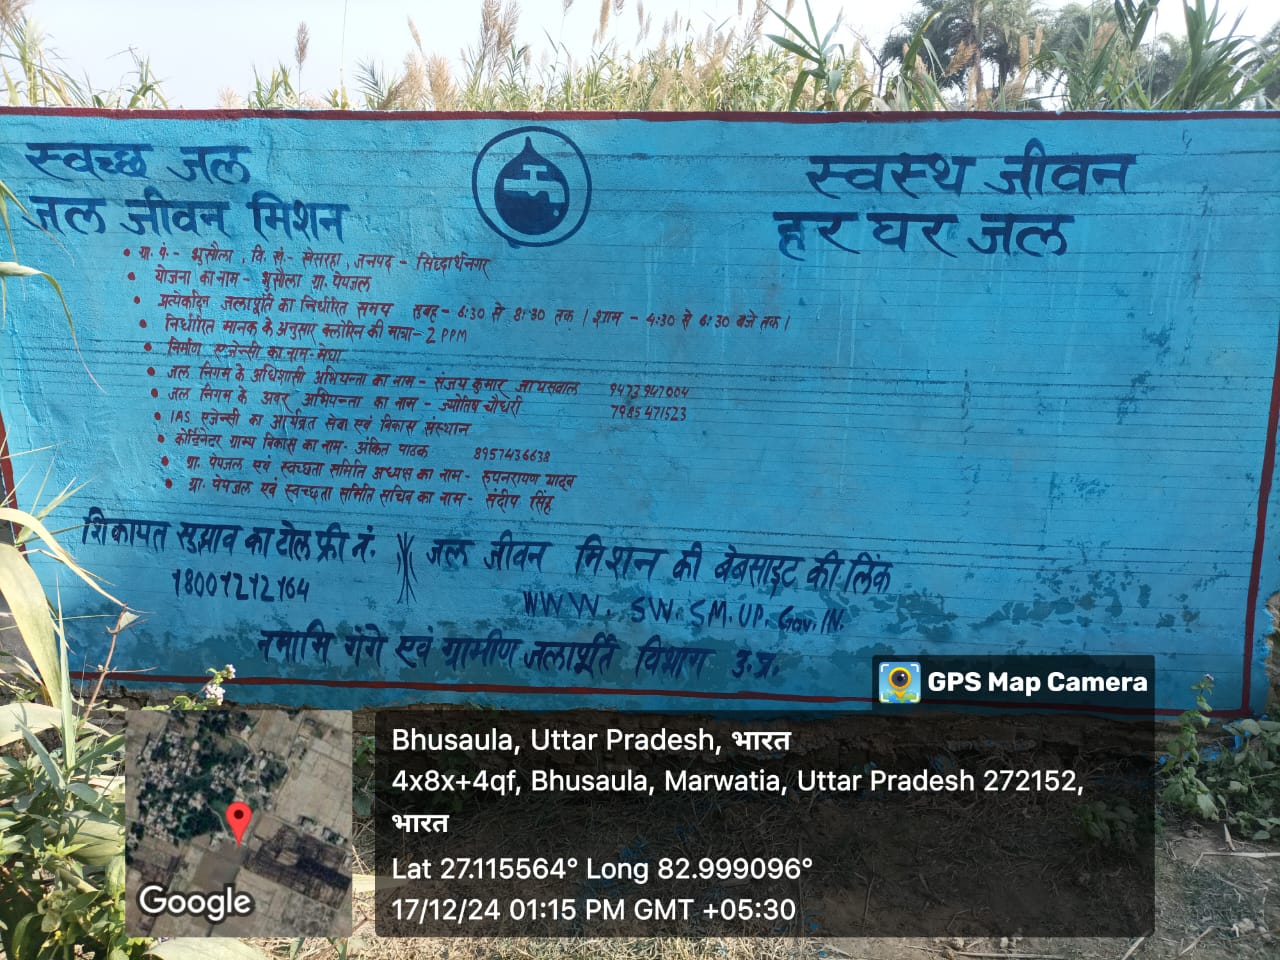 स्वच्छ जल
जल जीवन मिशन
स्वस्थ जीवन
हर घर जल
• ग्रा. पं.- भुसौला, वि. खं.- खेसरहा, जनपद - सिद्धार्थनगर
• योजना का नाम - भुसौला ग्रा. पेयजल
• प्रत्येकदिन जलापूर्ति का निर्धारित समय सुबह - 6:30 से 8:30 तक / शाम - 4:30 से 6:30 बजे तक /
• निर्धारित मानक के अनुसार क्लोरिन की मात्रा - 2 PPM
• निर्माण एजेन्सी का नाम - मेघा
• जल निगम के अधिशासी अभियन्ता का नाम - संजय कुमार जायसवाल 9473947004
• जल निगम के अवर अभियन्ता का नाम - ज्योतिष चौधरी 7985471523
• IAS एजेन्सी का आर्यव्रत सेवा एवं विकास संस्थान
• कोर्डिनेटर ग्राम्य विकास का नाम - अंकित पाठक 8957436638
• ग्रा. पेयजल एवं स्वच्छता समिति अध्यक्ष का नाम - रुपनरायण यादव
• ग्रा. पेयजल एवं स्वच्छता समिति सचिव का नाम - संदीप सिंह
शिकायत सुझाव का टोल फ्री नं.
18001212164
जल जीवन मिशन की वेबसाइट की लिंक
WWW. SW. SM. UP. Gov. IN.
नमामि गंगे एवं ग्रामीण जलापूर्ति विभाग उ.प्र.
GPS Map Camera
Bhusaula, Uttar Pradesh, भारत
4x8x+4qf, Bhusaula, Marwatia, Uttar Pradesh 272152,
भारत
Lat 27.115564° Long 82.999096°
17/12/24 01:15 PM GMT +05:30
Google